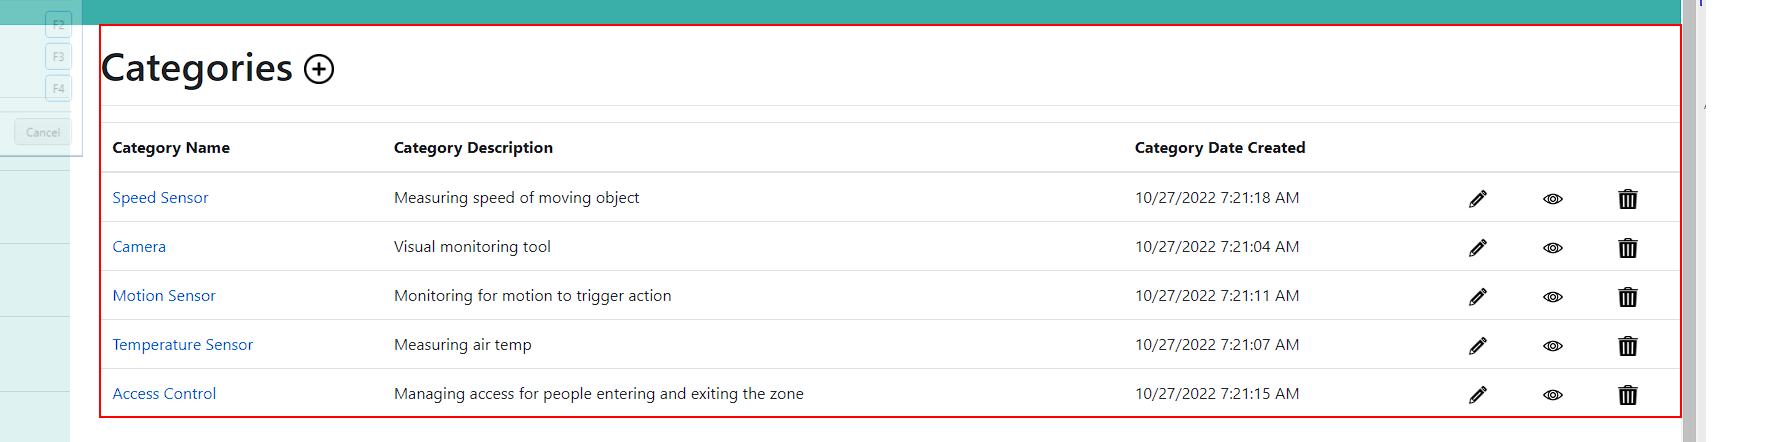 F2
F3
F4
Cancel
Categories
Category Name Category Description Category Date Created
Speed Sensor Measuring speed of moving object 10/27/2022 7:21:18 AM
Camera Visual monitoring tool 10/27/2022 7:21:04 AM
Motion Sensor Monitoring for motion to trigger action 10/27/2022 7:21:11 AM
Temperature Sensor Measuring air temp 10/27/2022 7:21:07 AM
Access Control Managing access for people entering and exiting the zone 10/27/2022 7:21:15 AM